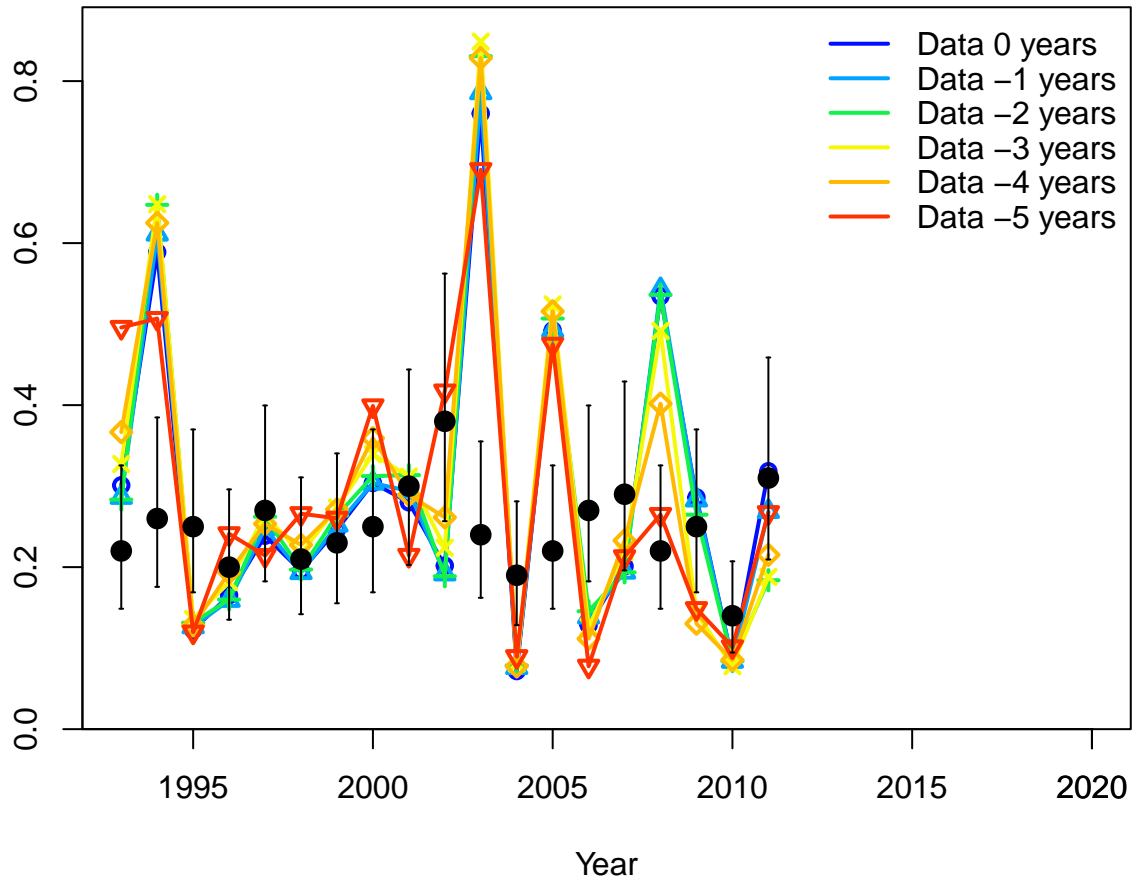 Data 0 years
Data −1 years
Data −2 years
Data −3 years
Data −4 years
Data −5 years
0.8
0.6
0.4
0.2
0.0
1995 2000 2005 2010 2015 2020
Year